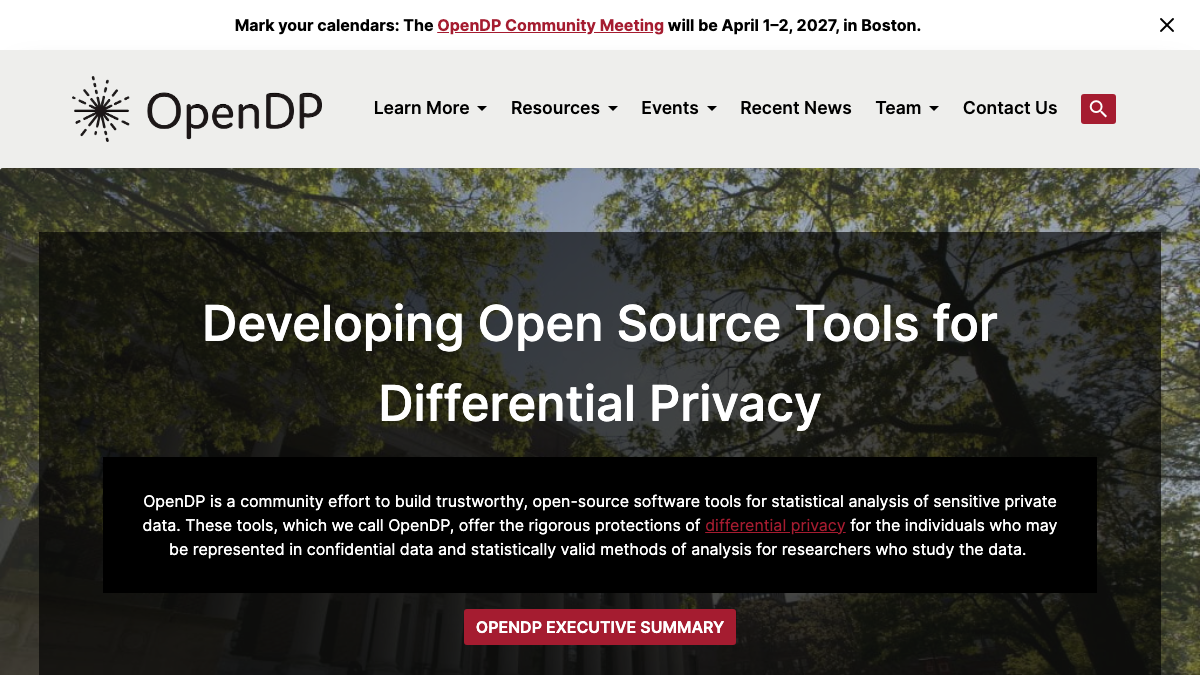 Mark your calendars: The OpenDP Community Meeting will be April 1–2, 2027, in Boston.
OpenDP
Learn More
Resources
Events
Recent News
Team
Contact Us
Developing Open Source Tools for
Differential Privacy
OpenDP is a community effort to build trustworthy, open-source software tools for statistical analysis of sensitive private
data. These tools, which we call OpenDP, offer the rigorous protections of differential privacy for the individuals who may
be represented in confidential data and statistically valid methods of analysis for researchers who study the data.
OPENDP EXECUTIVE SUMMARY